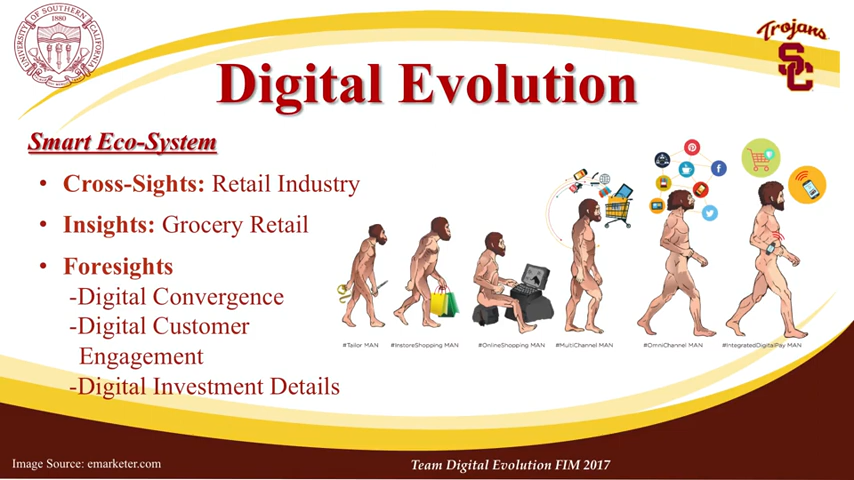 UNIVERSITY OF SOUTHERN CALIFORNIA
1880
Trojans
SC
Digital Evolution
Smart Eco-System
• Cross-Sights: Retail Industry
• Insights: Grocery Retail
• Foresights
-Digital Convergence
-Digital Customer
Engagement
-Digital Investment Details
#Tailor MAN
#InstoreShopping MAN
#OnlineShopping MAN
#MultiChannel MAN
#OmniChannel MAN
#IntegratedDigitalPay MAN
Image Source: emarketer.com
Team Digital Evolution FIM 2017